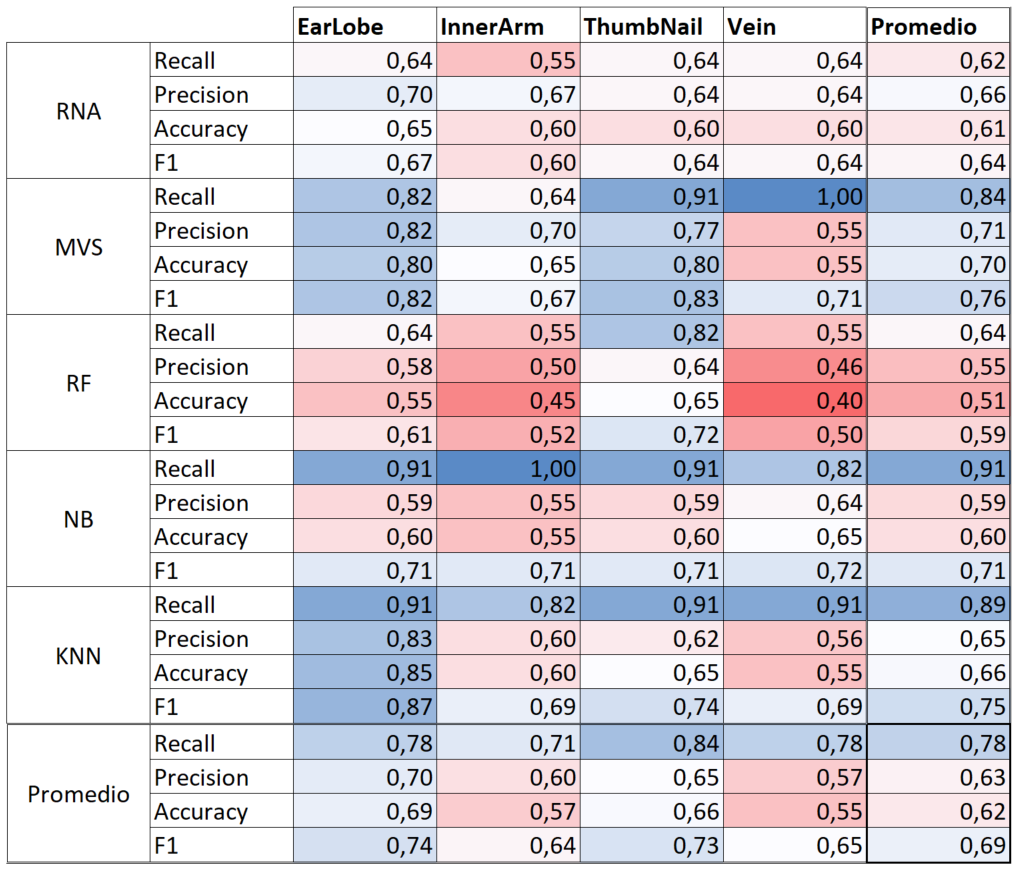 EarLobe InnerArm ThumbNail Vein Promedio
RNA
Recall 0,64 0,55 0,64 0,64 0,62
Precision 0,70 0,67 0,64 0,64 0,66
Accuracy 0,65 0,60 0,60 0,60 0,61
F1 0,67 0,60 0,64 0,64 0,64
MVS
Recall 0,82 0,64 0,91 1,00 0,84
Precision 0,82 0,70 0,77 0,55 0,71
Accuracy 0,80 0,65 0,80 0,55 0,70
F1 0,82 0,67 0,83 0,71 0,76
RF
Recall 0,64 0,55 0,82 0,55 0,64
Precision 0,58 0,50 0,64 0,46 0,55
Accuracy 0,55 0,45 0,65 0,40 0,51
F1 0,61 0,52 0,72 0,50 0,59
NB
Recall 0,91 1,00 0,91 0,82 0,91
Precision 0,59 0,55 0,59 0,64 0,59
Accuracy 0,60 0,55 0,60 0,65 0,60
F1 0,71 0,71 0,71 0,72 0,71
KNN
Recall 0,91 0,82 0,91 0,91 0,89
Precision 0,83 0,60 0,62 0,56 0,65
Accuracy 0,85 0,60 0,65 0,55 0,66
F1 0,87 0,69 0,74 0,69 0,75
Promedio
Recall 0,78 0,71 0,84 0,78 0,78
Precision 0,70 0,60 0,65 0,57 0,63
Accuracy 0,69 0,57 0,66 0,55 0,62
F1 0,74 0,64 0,73 0,65 0,69